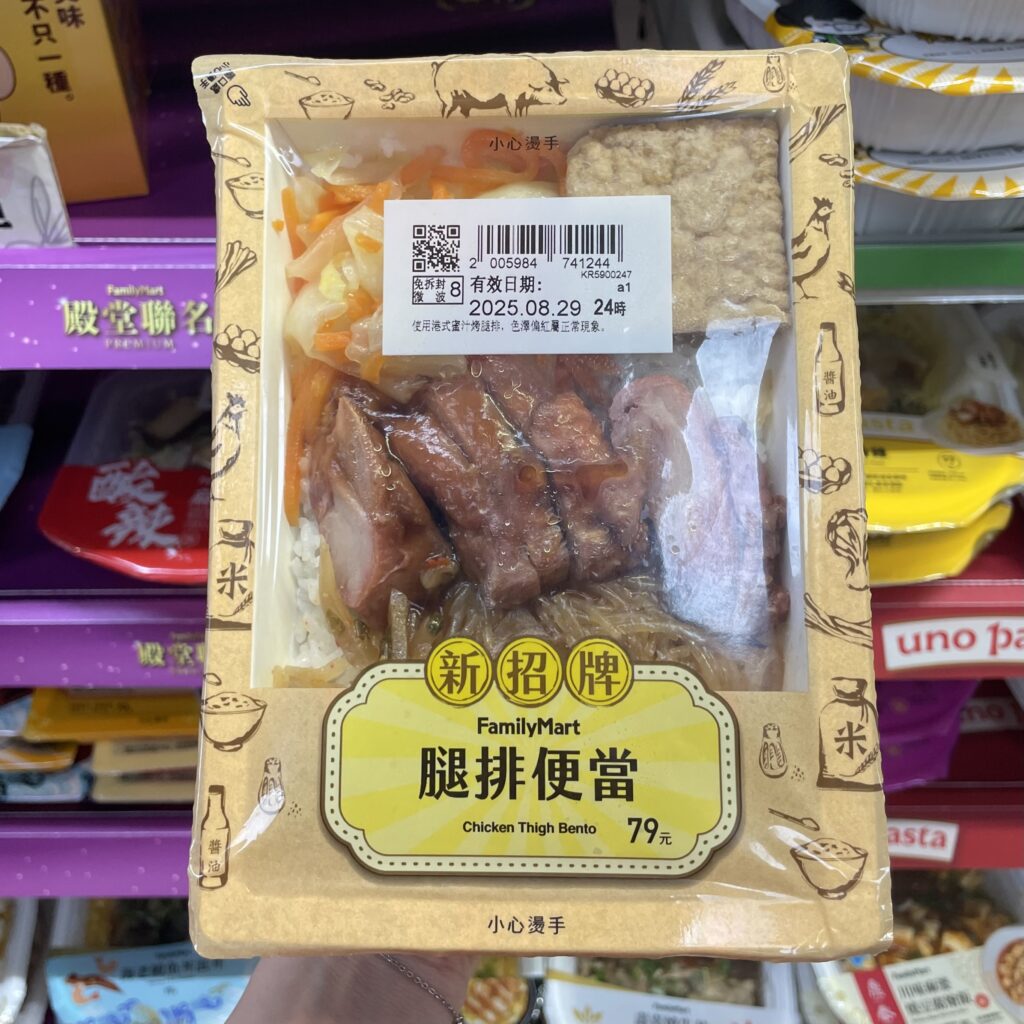 味
不只一種。
小心燙手
2 005984 741244
KR5900247
a1
免拆封
微波 8
有效日期:
2025.08.29 24時
使用港式蜜汁烤腿排，色澤偏紅屬正常現象。
FamilyMart
殿堂聯名
PREMIUM
醬油
酸辣
asta
米
殿堂
uno pa
新招牌
FamilyMart
腿排便當
Chicken Thigh Bento 79元
米
醬油
asta
小心燙手